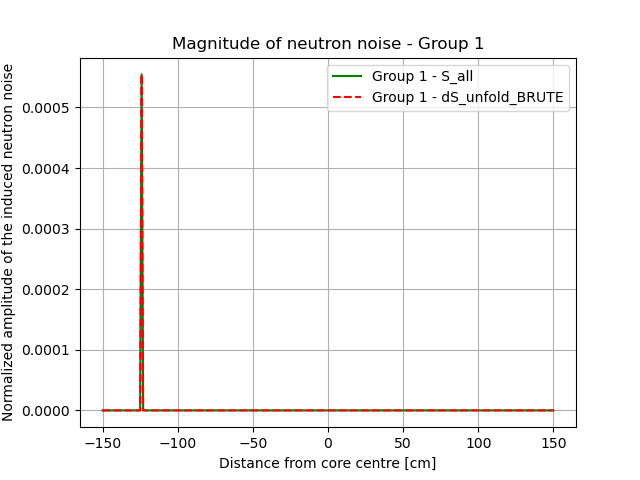 Magnitude of neutron noise - Group 1
Group 1 - S_all
Group 1 - dS_unfold_BRUTE
Normalized amplitude of the induced neutron noise
0.0005
0.0004
0.0003
0.0002
0.0001
0.0000
−150 −100 −50 0 50 100 150
Distance from core centre [cm]